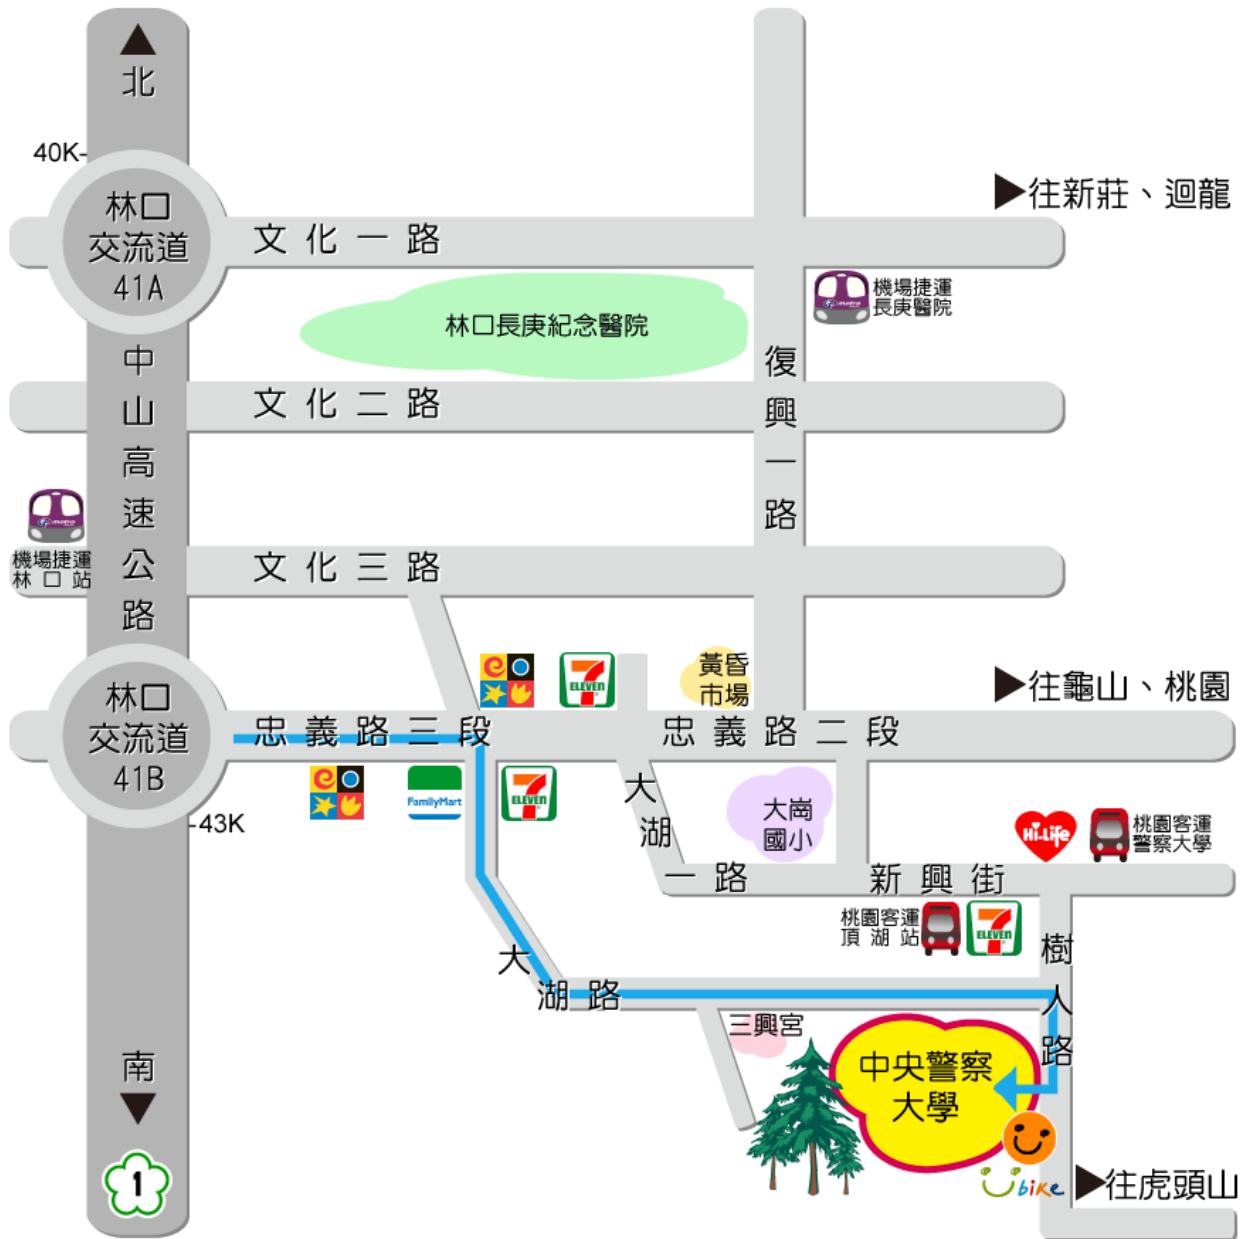 北
40K-
林口
交流道
41A
文化一路
往新莊、迴龍
機場捷運
長庚醫院
林口長庚紀念醫院
中山高速公路
復興一路
文化二路
機場捷運
林口站
文化三路
黃昏
市場
往龜山、桃園
林口
交流道
41B
忠義路三段
忠義路二段
7
ELEVEN
FamilyMart
7
ELEVEN
-43K
大湖一路
大崗
國小
Hi-Life
桃園客運
警察大學
新興街
桃園客運
頂湖站
7
ELEVEN
樹人路
大湖路
三興宮
中央警察
大學
南
1
Ubike
往虎頭山